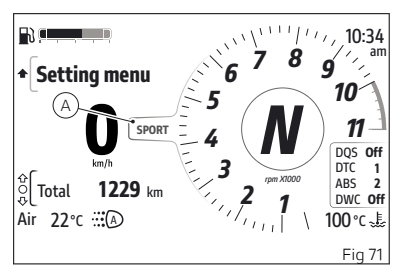 10:34
am
Setting menu
A
0
km/h
SPORT
1
2
3
4
5
6
7
8
9
10
11
N
rpm X1000
DQS Off
DTC 1
ABS 2
DWC Off
Total 1229 km
Air 22°C (A)
100°C
Fig 71